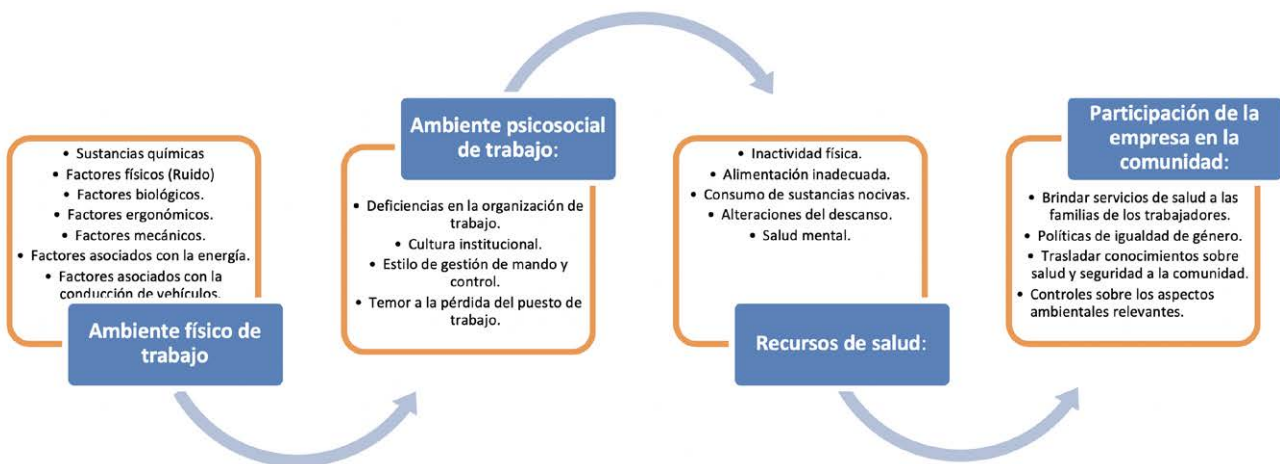 • Sustancias químicas
• Factores físicos (Ruido)
• Factores biológicos.
• Factores ergonómicos.
• Factores mecánicos.
• Factores asociados con la energía.
• Factores asociados con la
conducción de vehículos.
Ambiente físico de
trabajo
Ambiente psicosocial
de trabajo:
• Deficiencias en la organización de
trabajo.
• Cultura institucional.
• Estilo de gestión de mando y
control.
• Temor a la pérdida del puesto de
trabajo.
• Inactividad física.
• Alimentación inadecuada.
• Consumo de sustancias nocivas.
• Alteraciones del descanso.
• Salud mental.
Recursos de salud:
Participación de la
empresa en la
comunidad:
• Brindar servicios de salud a las
familias de los trabajadores.
• Políticas de igualdad de género.
• Trasladar conocimientos sobre
salud y seguridad a la comunidad.
• Controles sobre los aspectos
ambientales relevantes.